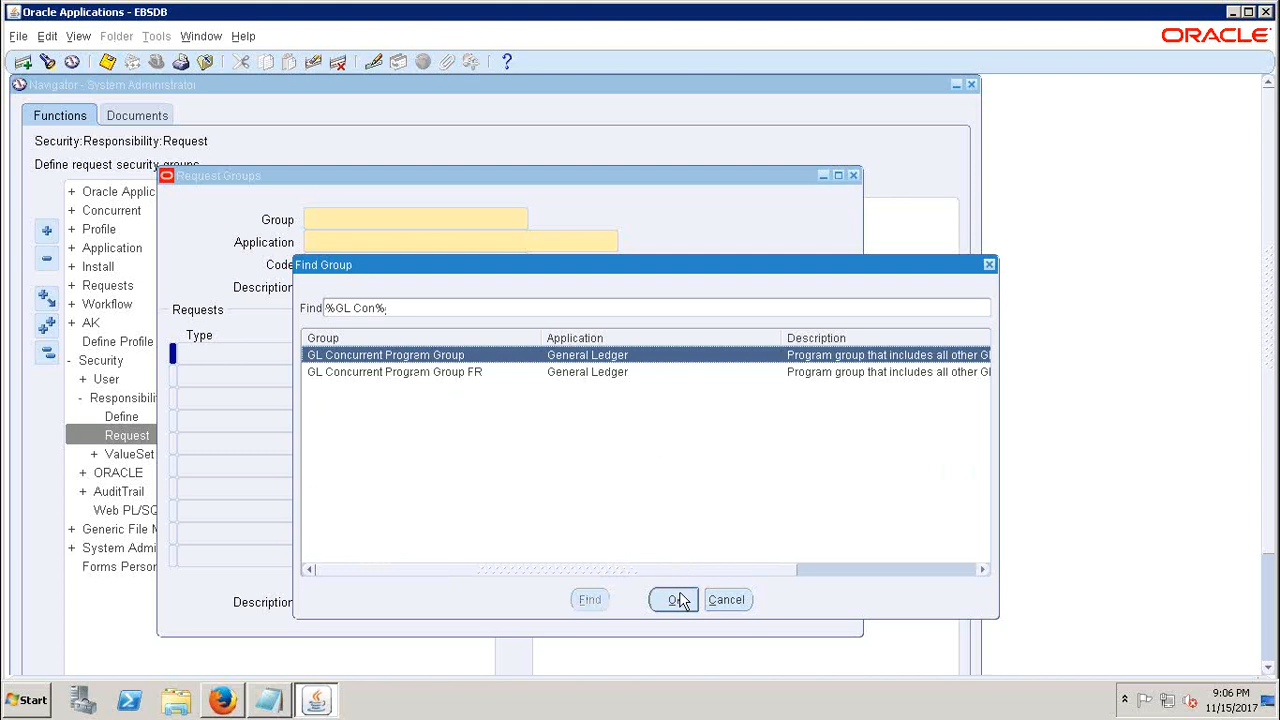 Oracle Applications - EBSDB
File Edit View Folder Tools Window Help
ORACLE
Navigator - System Administrator
Functions Documents
Security:Responsibility:Request
Define request security groups
+ Oracle Applic
+ Concurrent
+ Profile
+ Application
+ Install
+ Requests
+ Workflow
+ AK
Define Profile
- Security
+ User
- Responsibili
Define
Request
+ ValueSet
+ ORACLE
+ AuditTrail
Web PL/SQ
+ Generic File M
+ System Admi
Forms Person
Request Groups
Group
Application
Code
Description
Requests
Type
Description
Find Group
Find %GL Con%
Group Application Description
GL Concurrent Program Group General Ledger Program group that includes all other Gl
GL Concurrent Program Group FR General Ledger Program group that includes all other Gl
Find Cancel
Start
9:06 PM
11/15/2017